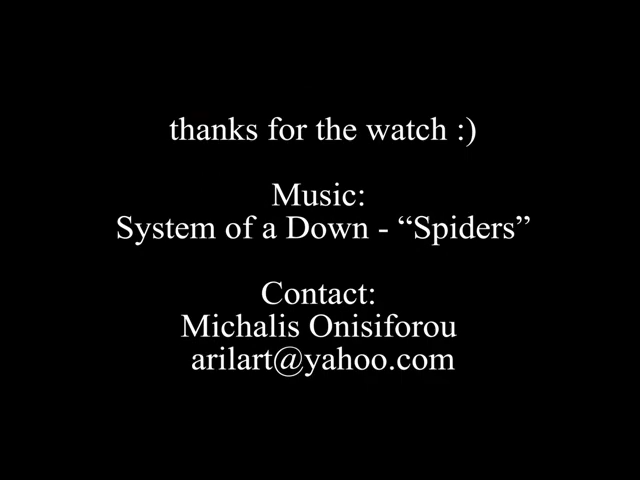 thanks for the watch :)
Music:
System of a Down - “Spiders”
Contact:
Michalis Onisiforou
arilart@yahoo.com